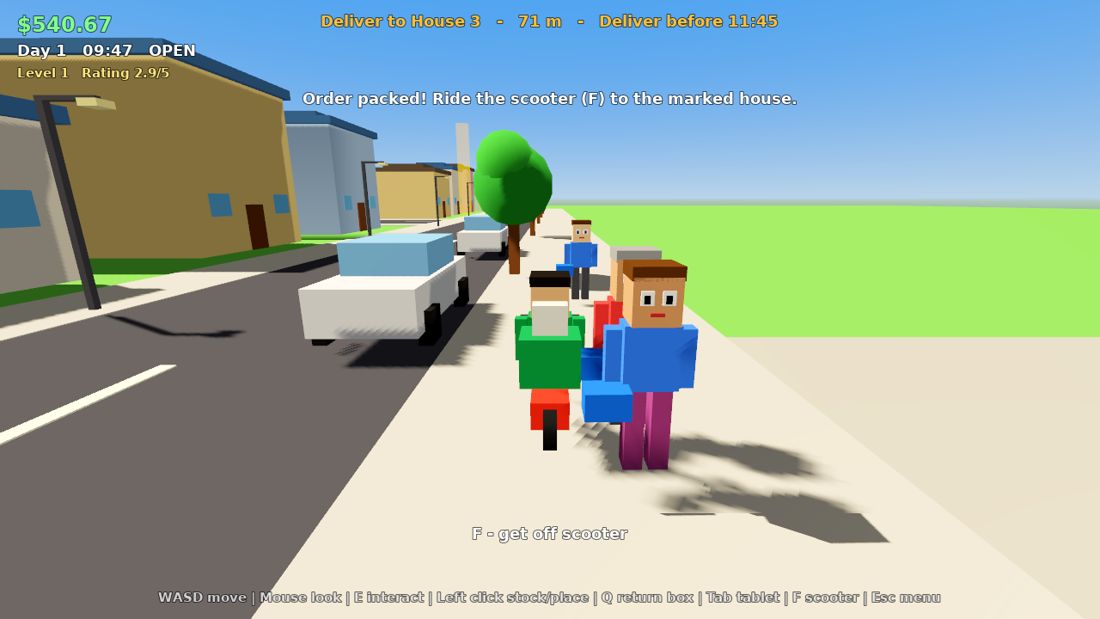 $540.67
Deliver to House 3 - 71 m - Deliver before 11:45
Day 1 09:47 OPEN
Level 1 Rating 2.9/5
Order packed! Ride the scooter (F) to the marked house.
F - get off scooter
WASD move | Mouse look | E interact | Left click stock/place | Q return box | Tab tablet | F scooter | Esc menu